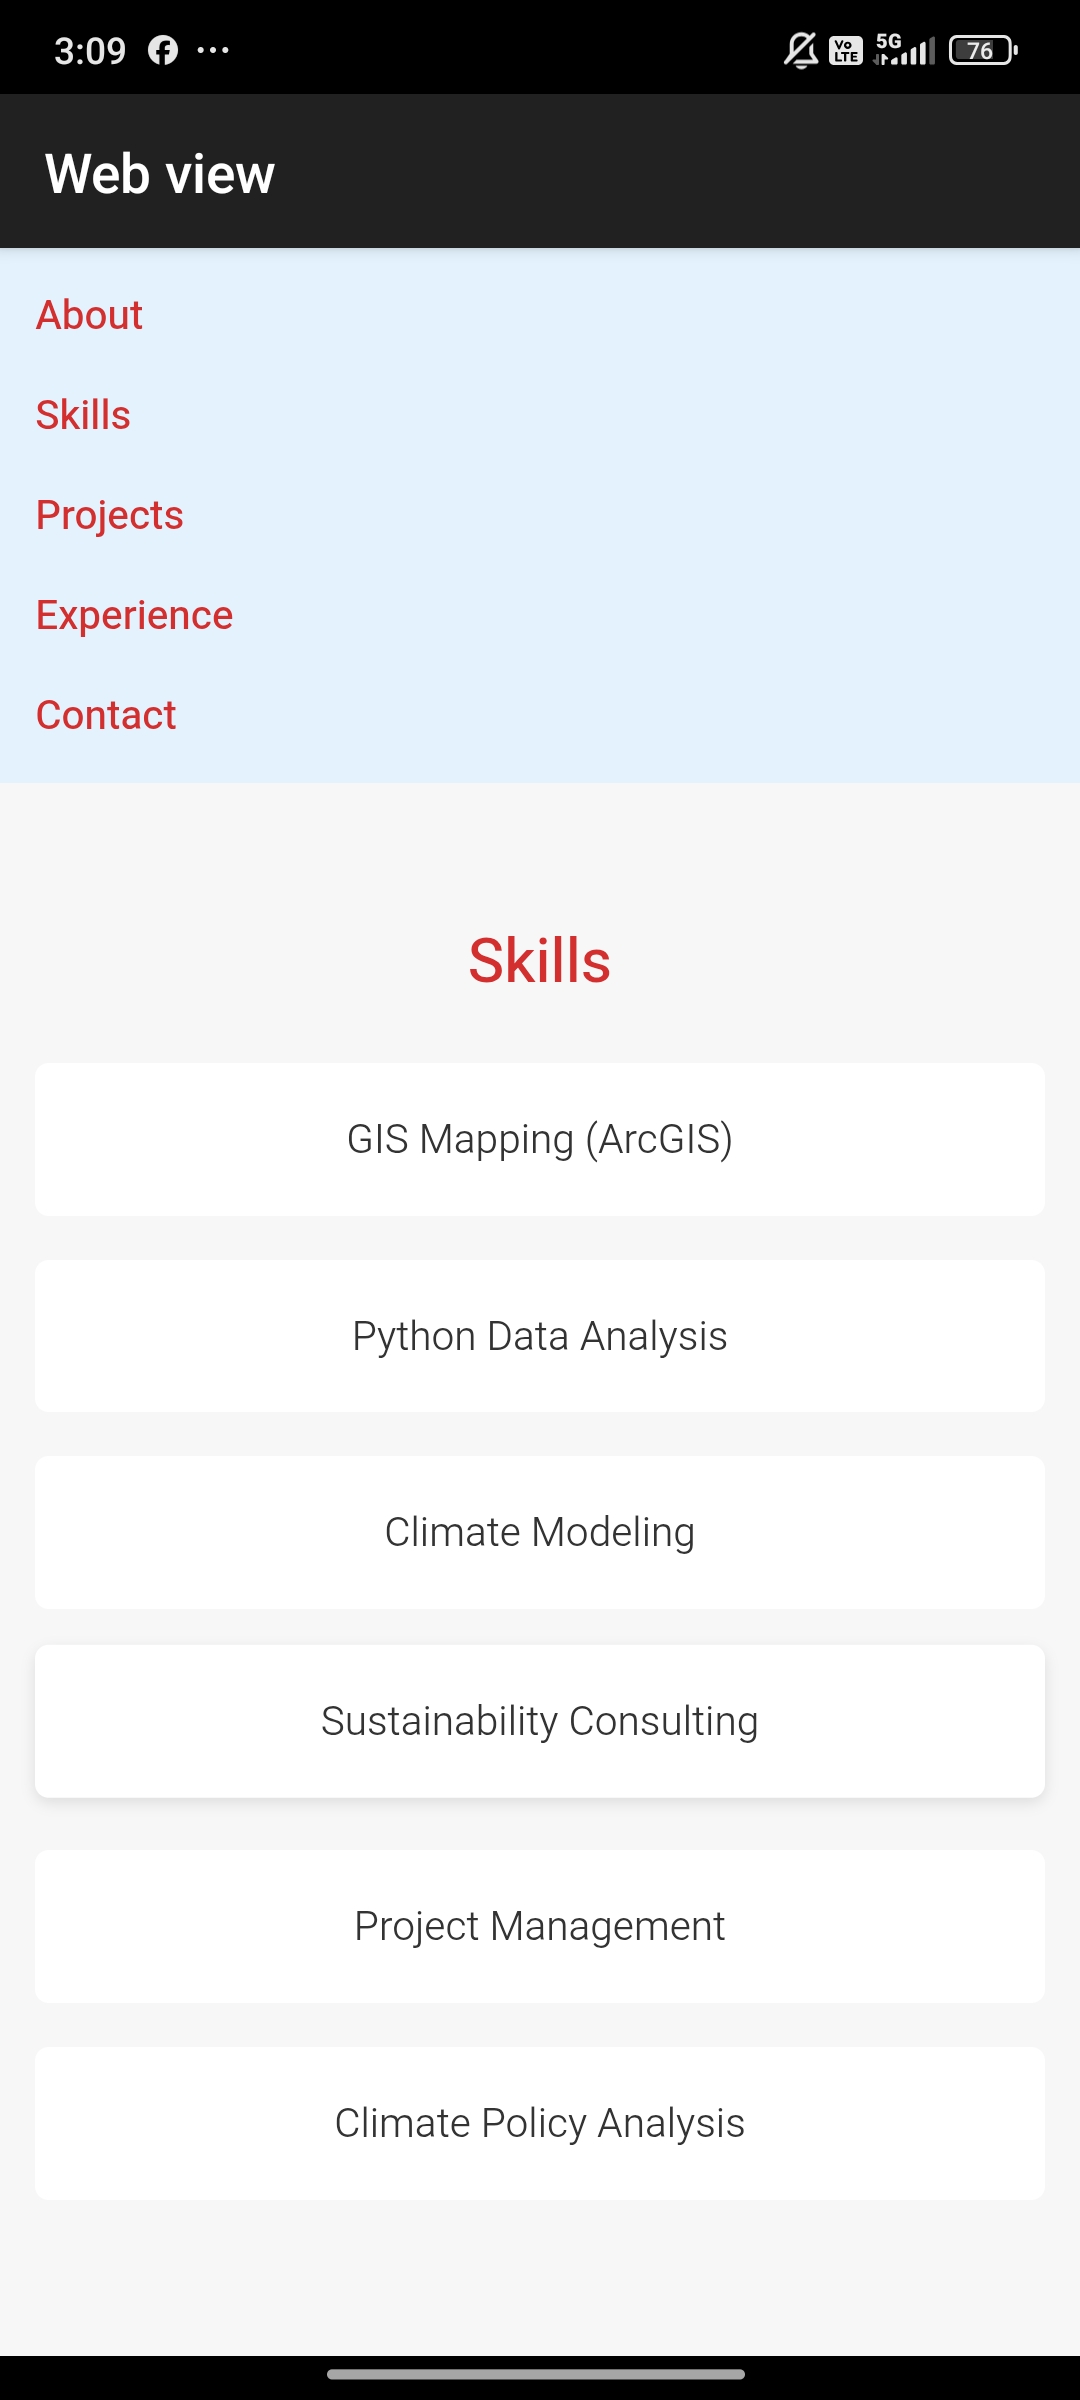 3:09
Vo LTE 5G 76
Web view
About
Skills
Projects
Experience
Contact
Skills
GIS Mapping (ArcGIS)
Python Data Analysis
Climate Modeling
Sustainability Consulting
Project Management
Climate Policy Analysis